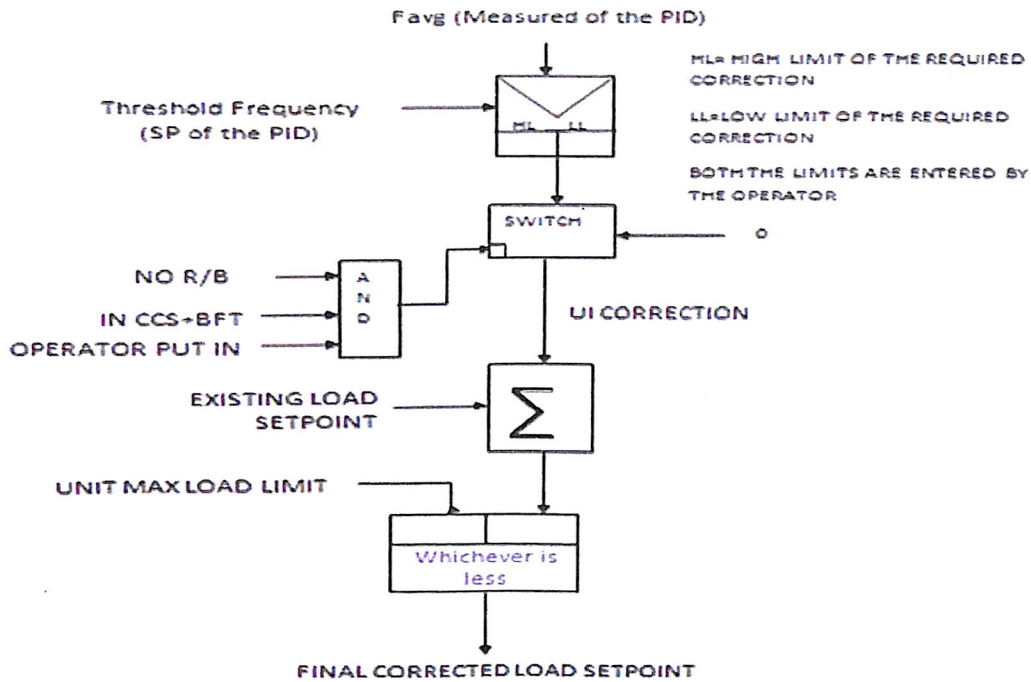 Favg (Measured of the PID)
HL= HIGH LIMIT OF THE REQUIRED
CORRECTION
Threshold Frequency
(SP of the PID)
HL LL
LL=LOW LIMIT OF THE REQUIRED
CORRECTION
BOTH THE LIMITS ARE ENTERED BY
THE OPERATOR
SWITCH
0
NO R/B
IN CCS+BFT
OPERATOR PUT IN
A
N
D
UI CORRECTION
EXISTING LOAD
SETPOINT
∑
UNIT MAX LOAD LIMIT
Whichever is
less
FINAL CORRECTED LOAD SETPOINT